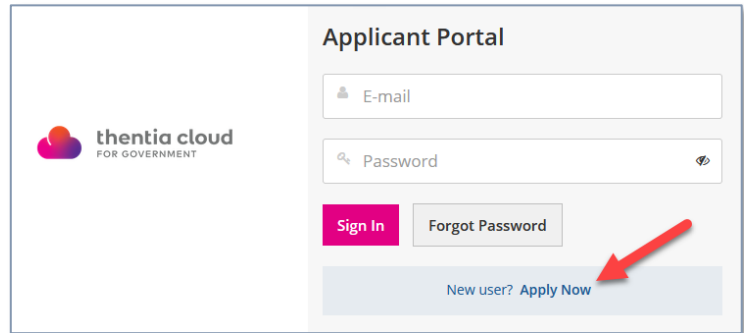 Applicant Portal
E-mail
thentia cloud
FOR GOVERNMENT
Password
Sign In
Forgot Password
New user? Apply Now